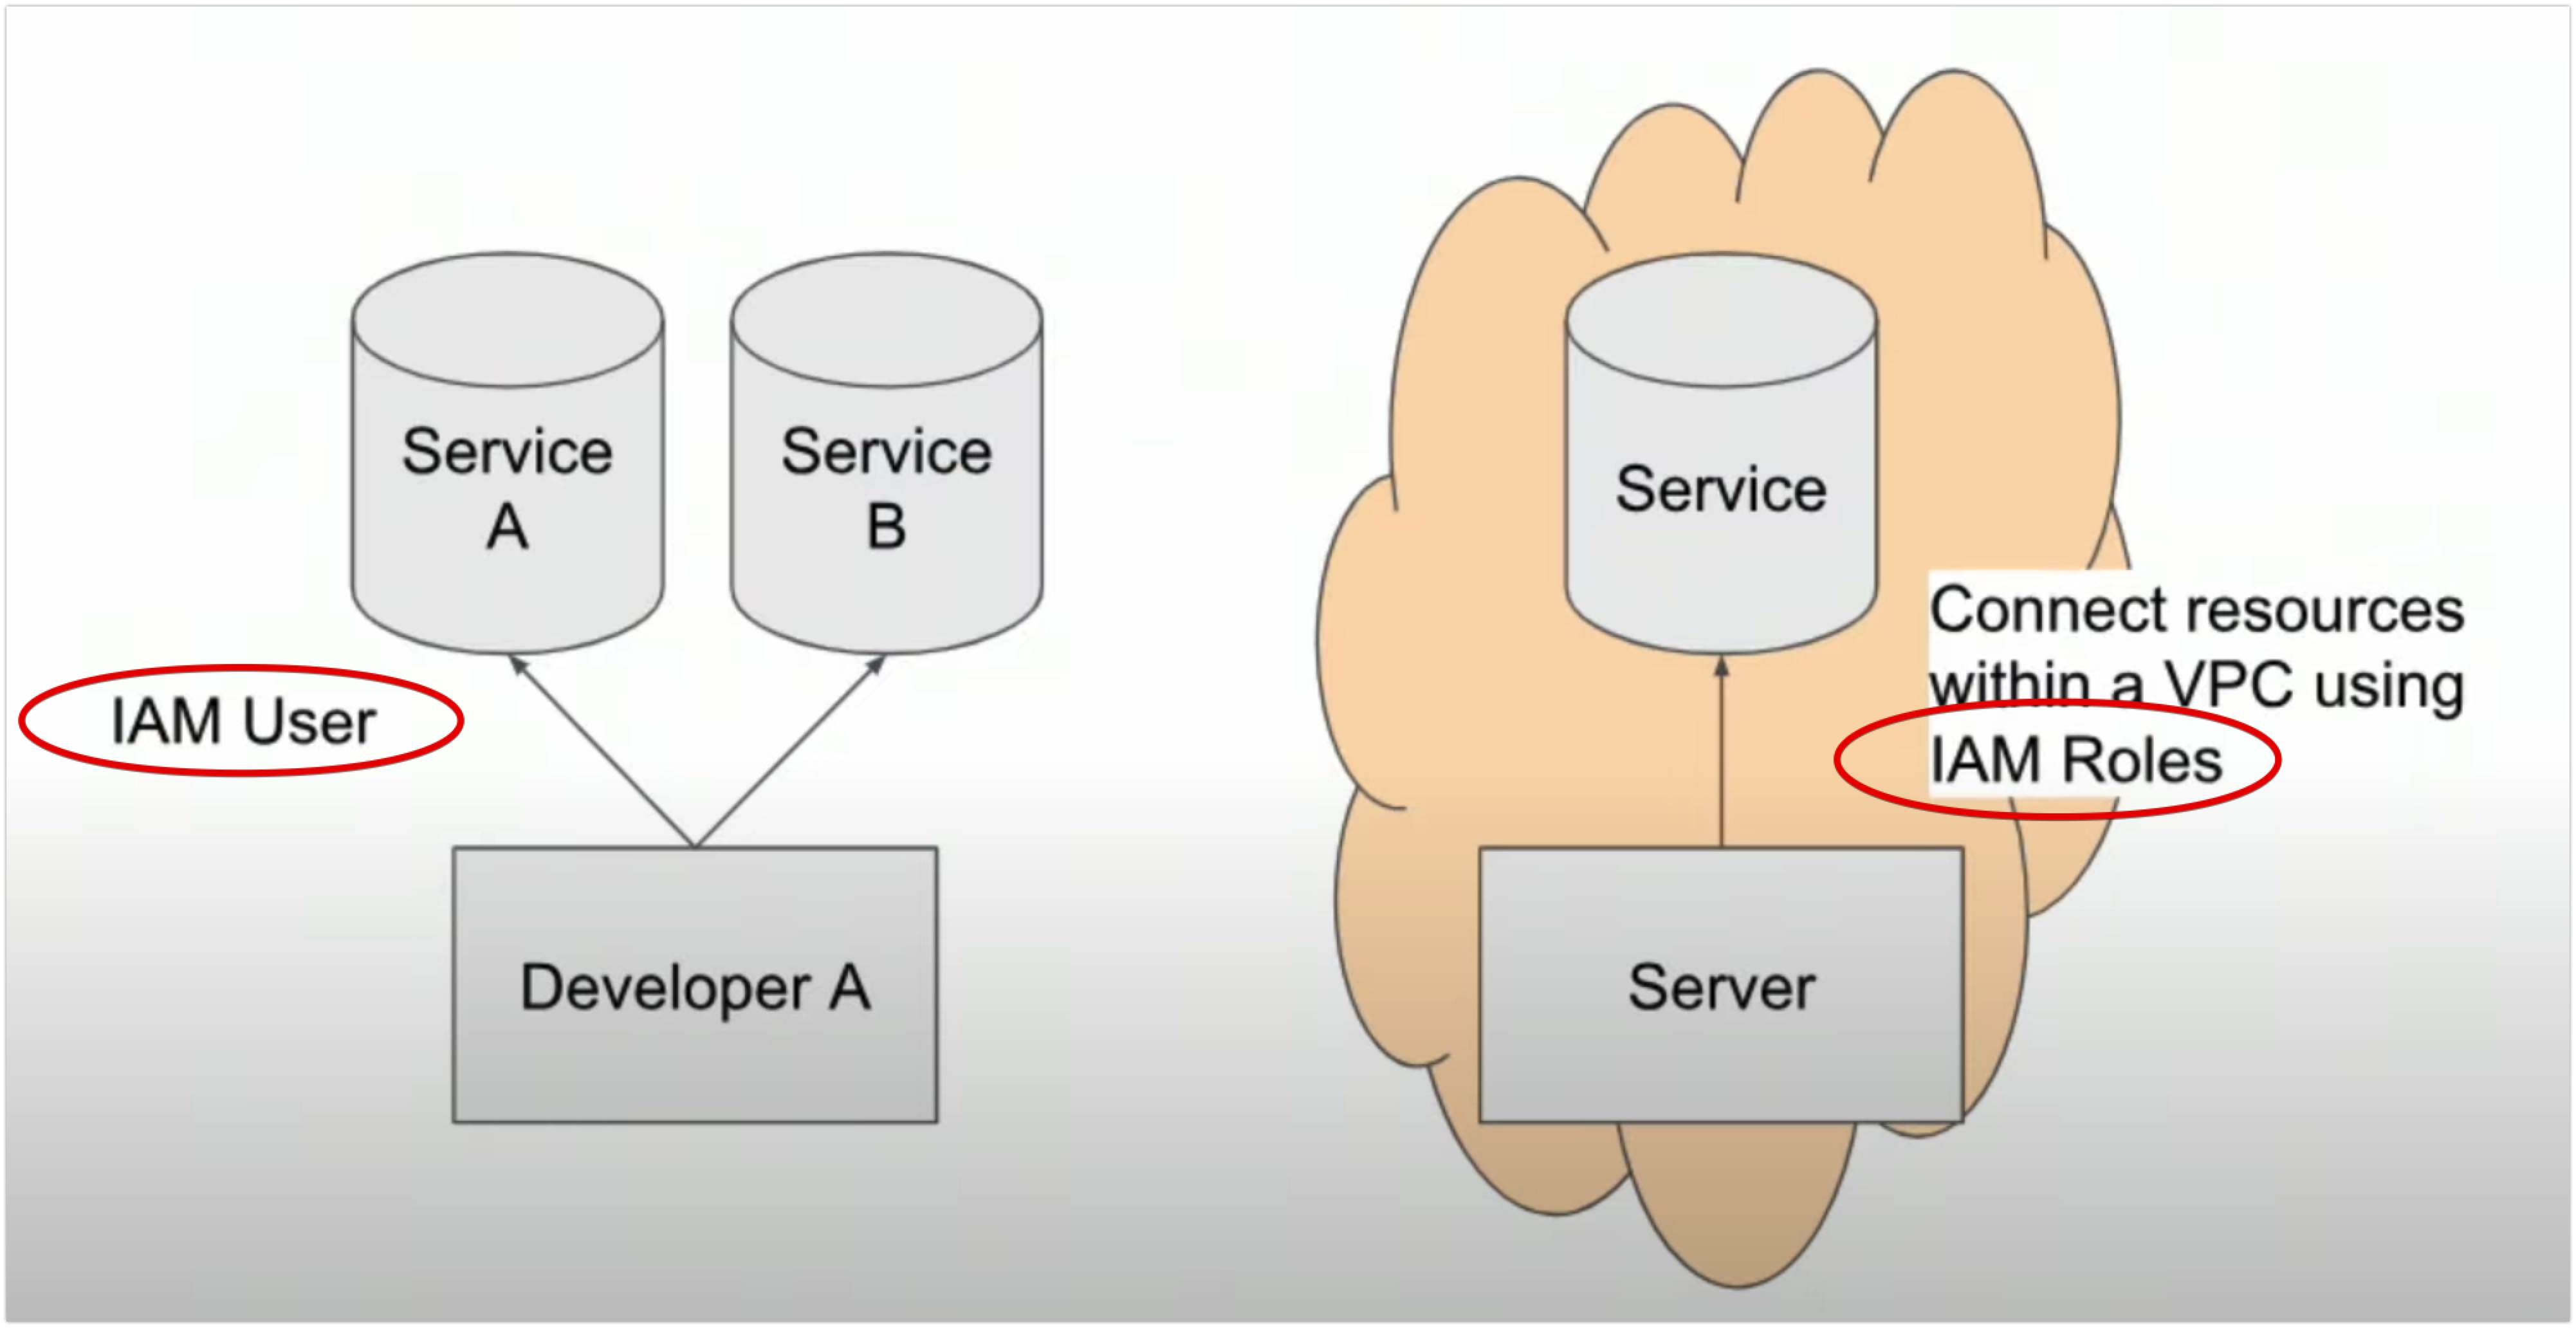 Service
A
Service
B
IAM User
Developer A
Service
Connect resources
within a VPC using
IAM Roles
Server